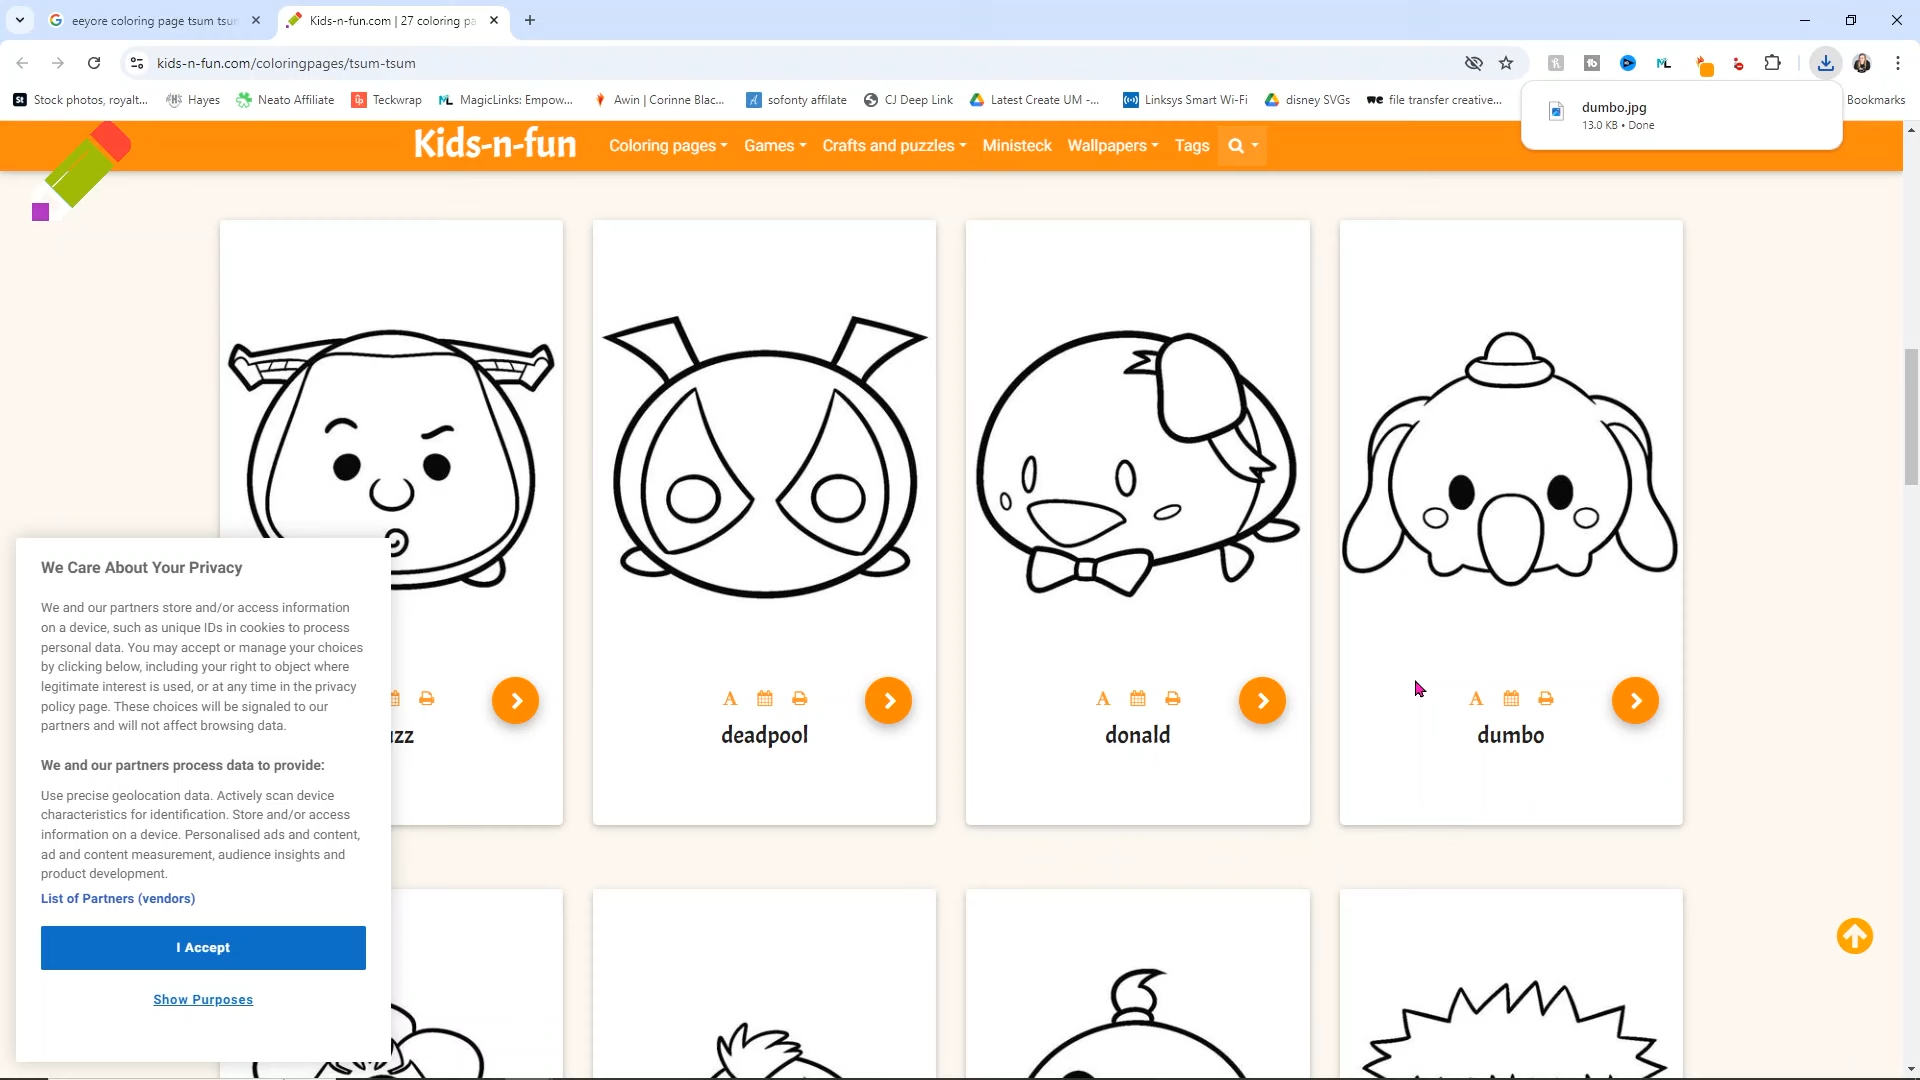 eeyore coloring page tsum tsu
Kids-n-fun.com | 27 coloring pa
kids-n-fun.com/coloringpages/tsum-tsum
Stock photos, royalt...
Hayes
Neato Affiliate
Teckwrap
MagicLinks: Empow...
Awin | Corinne Blac...
sofonty affilate
CJ Deep Link
Latest Create UM -...
Linksys Smart Wi-Fi
disney SVGs
file transfer creative...
Bookmarks
dumbo.jpg
13.0 KB • Done
Kids-n-fun
Coloring pages
Games
Crafts and puzzles
Ministeck
Wallpapers
Tags
A
A
A
uzz
deadpool
donald
dumbo
We Care About Your Privacy
We and our partners store and/or access information
on a device, such as unique IDs in cookies to process
personal data. You may accept or manage your choices
by clicking below, including your right to object where
legitimate interest is used, or at any time in the privacy
policy page. These choices will be signaled to our
partners and will not affect browsing data.
We and our partners process data to provide:
Use precise geolocation data. Actively scan device
characteristics for identification. Store and/or access
information on a device. Personalised ads and content,
ad and content measurement, audience insights and
product development.
List of Partners (vendors)
I Accept
Show Purposes